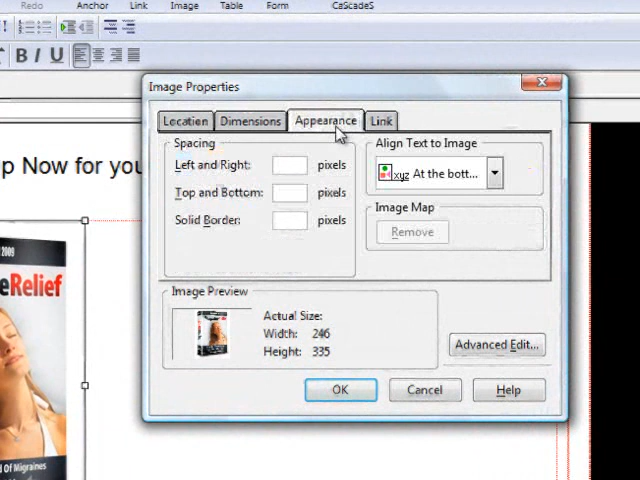 Redo Anchor Link Image Table Form CaScadeS
B I U
Image Properties
Location Dimensions Appearance Link
Spacing
Left and Right: pixels
Top and Bottom: pixels
Solid Border: pixels
Align Text to Image
xyz At the bott...
Image Map
Remove
Image Preview
Actual Size:
Width: 246
Height: 335
Advanced Edit...
OK Cancel Help
p Now for you
2009
eRelief
d Of Migraines